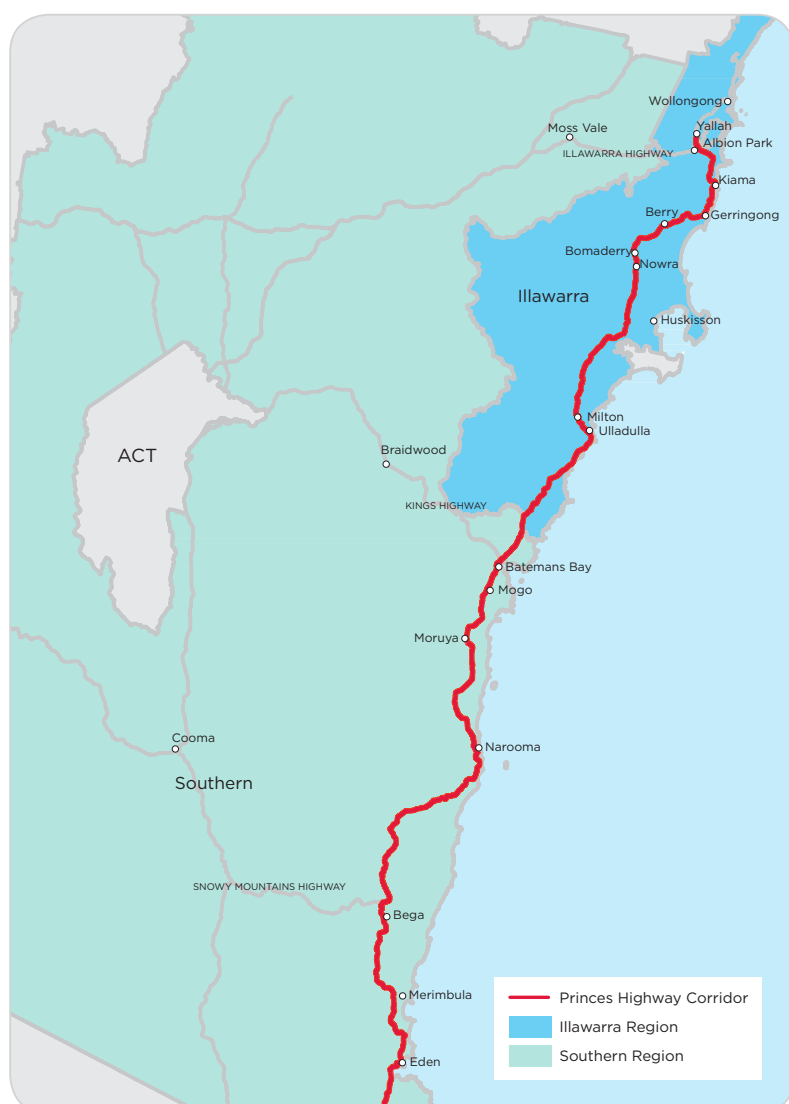 Wollongong
Yallah
Moss Vale
Albion Park
ILLAWARRA HIGHWAY
Kiama
Berry
Gerringong
Bomaderry
Nowra
Illawarra
Huskisson
Milton
Ulladulla
ACT
Braidwood
KINGS HIGHWAY
Batemans Bay
Mogo
Moruya
Cooma
Narooma
Southern
SNOWY MOUNTAINS HIGHWAY
Bega
Merimbula
Princes Highway Corridor
Illawarra Region
Southern Region
Eden